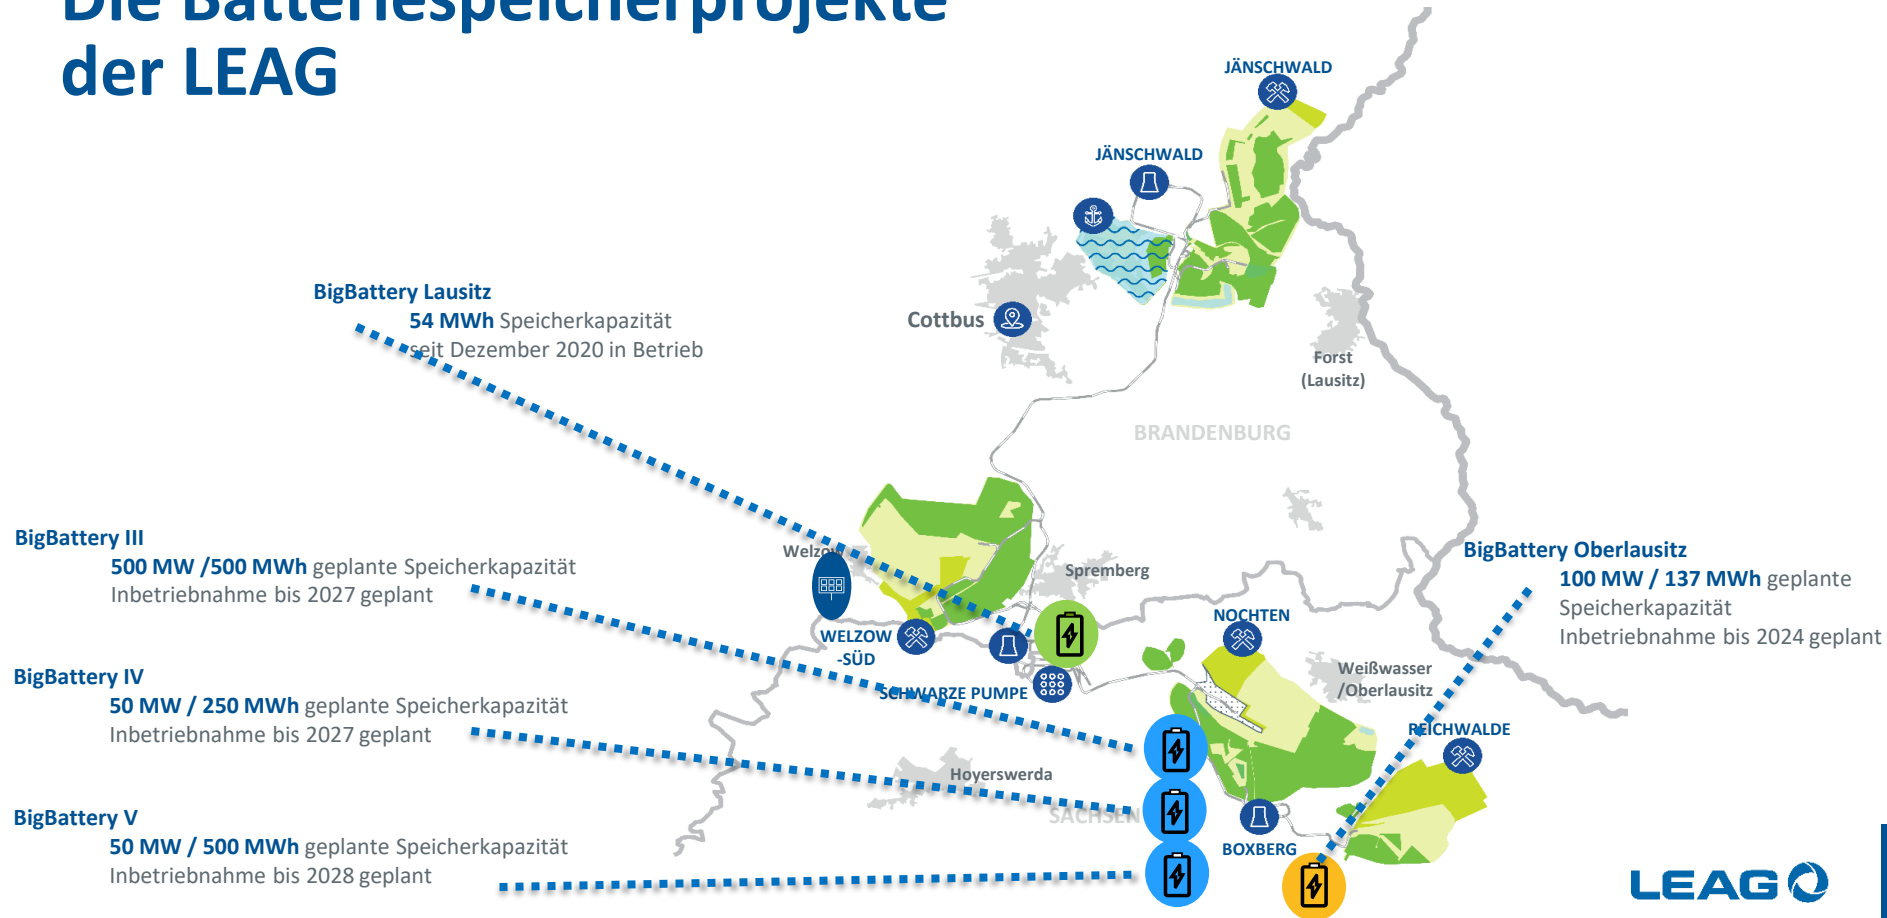 Die Batteriespeicherprojekte
der LEAG
JÄNSCHWALD
JÄNSCHWALD
BigBattery Lausitz
54 MWh Speicherkapazität
seit Dezember 2020 in Betrieb
Cottbus
Forst
(Lausitz)
BRANDENBURG
BigBattery III
500 MW /500 MWh geplante Speicherkapazität
Inbetriebnahme bis 2027 geplant
Welzow
Spremberg
BigBattery Oberlausitz
100 MW / 137 MWh geplante
Speicherkapazität
Inbetriebnahme bis 2024 geplant
WELZOW
-SÜD
NOCHTEN
SCHWARZE PUMPE
Weißwasser
/Oberlausitz
BigBattery IV
50 MW / 250 MWh geplante Speicherkapazität
Inbetriebnahme bis 2027 geplant
REICHWALDE
Hoyerswerda
SACHSEN
BigBattery V
50 MW / 500 MWh geplante Speicherkapazität
Inbetriebnahme bis 2028 geplant
BOXBERG
LEAG